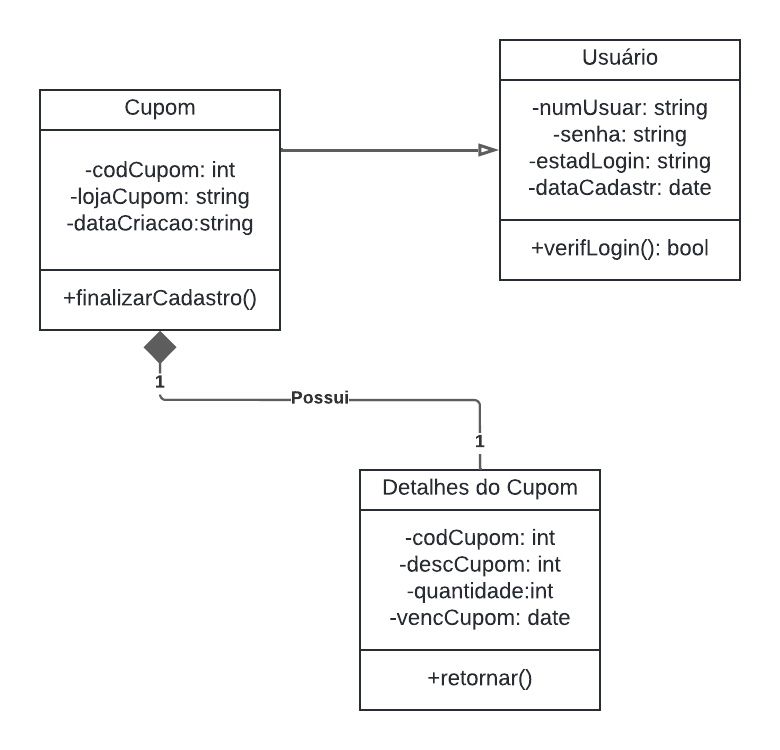 Cupom
-codCupom: int
-lojaCupom: string
-dataCriacao:string
+finalizarCadastro()
Usuário
-numUsuar: string
-senha: string
-estadLogin: string
-dataCadastr: date
+verifLogin(): bool
1
Possui
1
Detalhes do Cupom
-codCupom: int
-descCupom: int
-quantidade:int
-vencCupom: date
+retornar()